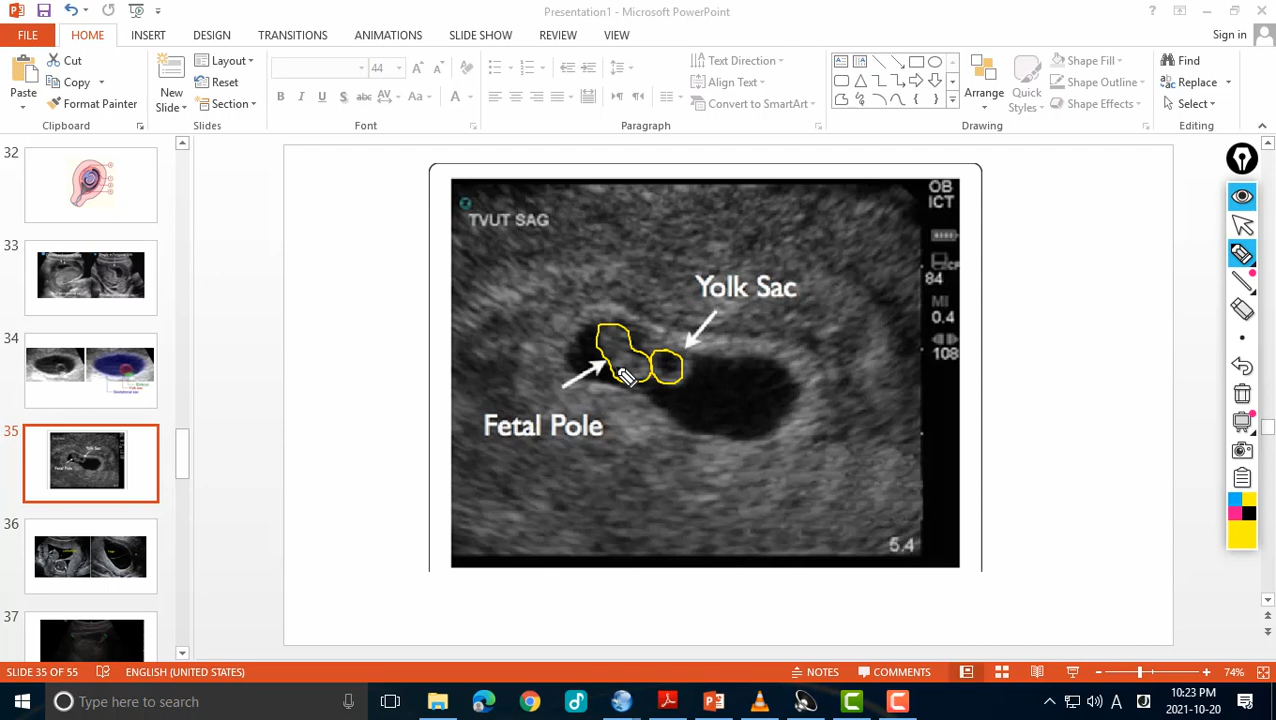 Presentation1 - Microsoft PowerPoint
FILE HOME INSERT DESIGN TRANSITIONS ANIMATIONS SLIDE SHOW REVIEW VIEW Sign in
Paste
Cut
Copy
Format Painter
Clipboard
New
Slide
Layout
Reset
Section
Slides
44
B I U S abc AV Aa A
Font
Text Direction
Align Text
Convert to SmartArt
Paragraph
Arrange
Quick
Styles
Shape Fill
Shape Outline
Shape Effects
Drawing
Find
Replace
Select
Editing
32
33
34
35
36
37
TVUT SAG
OB
ICT
84
MI
0.4
108
Yolk Sac
Fetal Pole
5.4
SLIDE 35 OF 55 ENGLISH (UNITED STATES) NOTES COMMENTS 74%
Type here to search
10:23 PM
2021-10-20